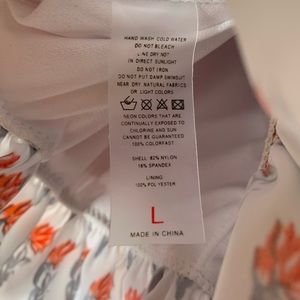 HAND WASH COLD WATER
DO NOT BLEACH
LINE DRY NOT
IN DIRECT SUNLIGHT
DO NOT IRON
DO NOT PUT DAMP SWIMSUIT
NEAR DRY, NATURAL FABRICS
OR LIGHT COLORS
NEON COLORS THAT ARE
CONTINUALLY EXPOSED TO
CHLORINE AND SUN
CANNOT BE GUARANTEED
100% COLORFAST
SHELL: 82% NYLON
18% SPANDEX
LINING
100% POLYESTER
L
MADE IN CHINA